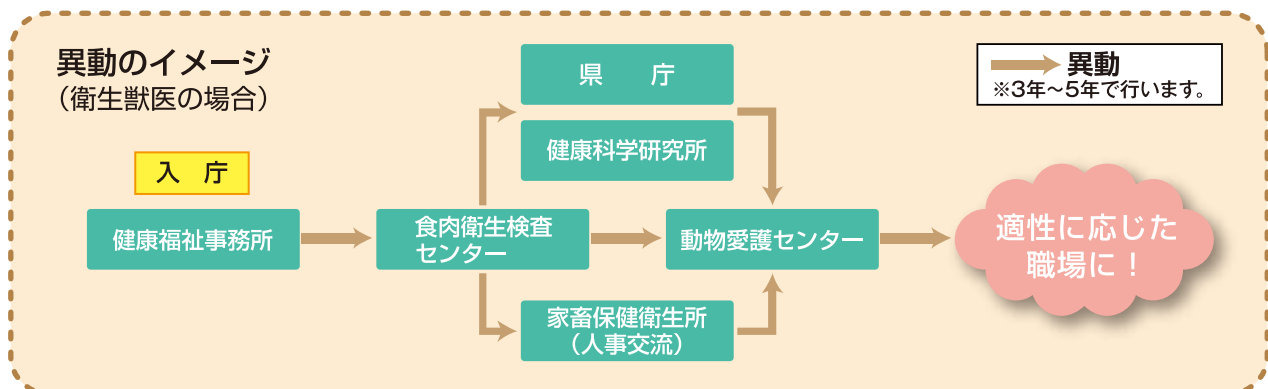 異動のイメージ
（衛生獣医の場合）
異動
※3年～5年で行います。
入　庁
健康福祉事務所
食肉衛生検査
センター
県　　庁
健康科学研究所
動物愛護センター
家畜保健衛生所
（人事交流）
適性に応じた
職場に！